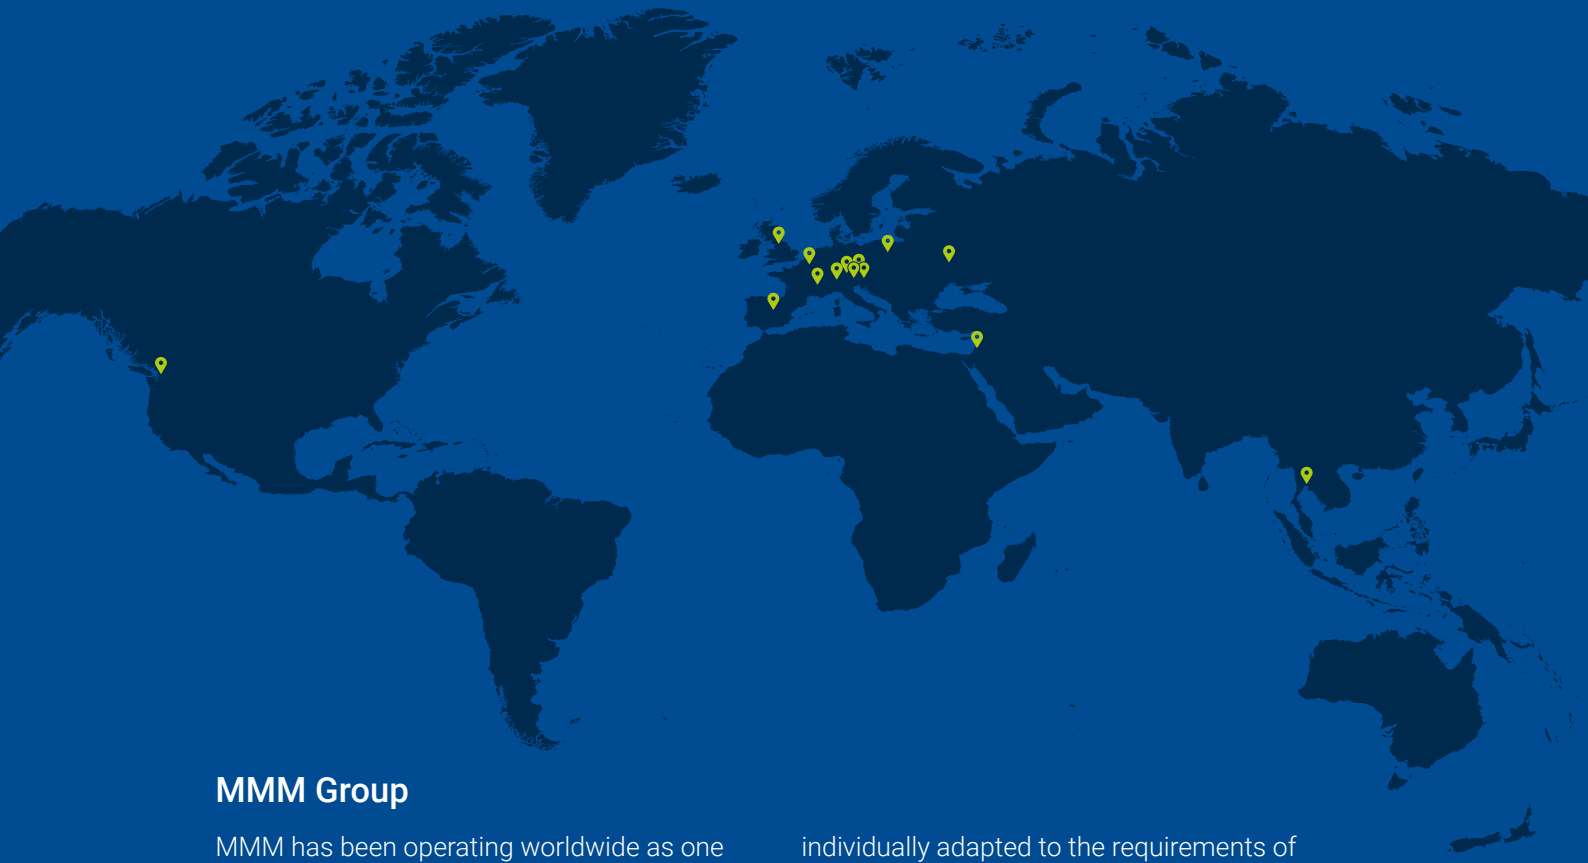 MMM Group
MMM has been operating worldwide as one
individually adapted to the requirements of